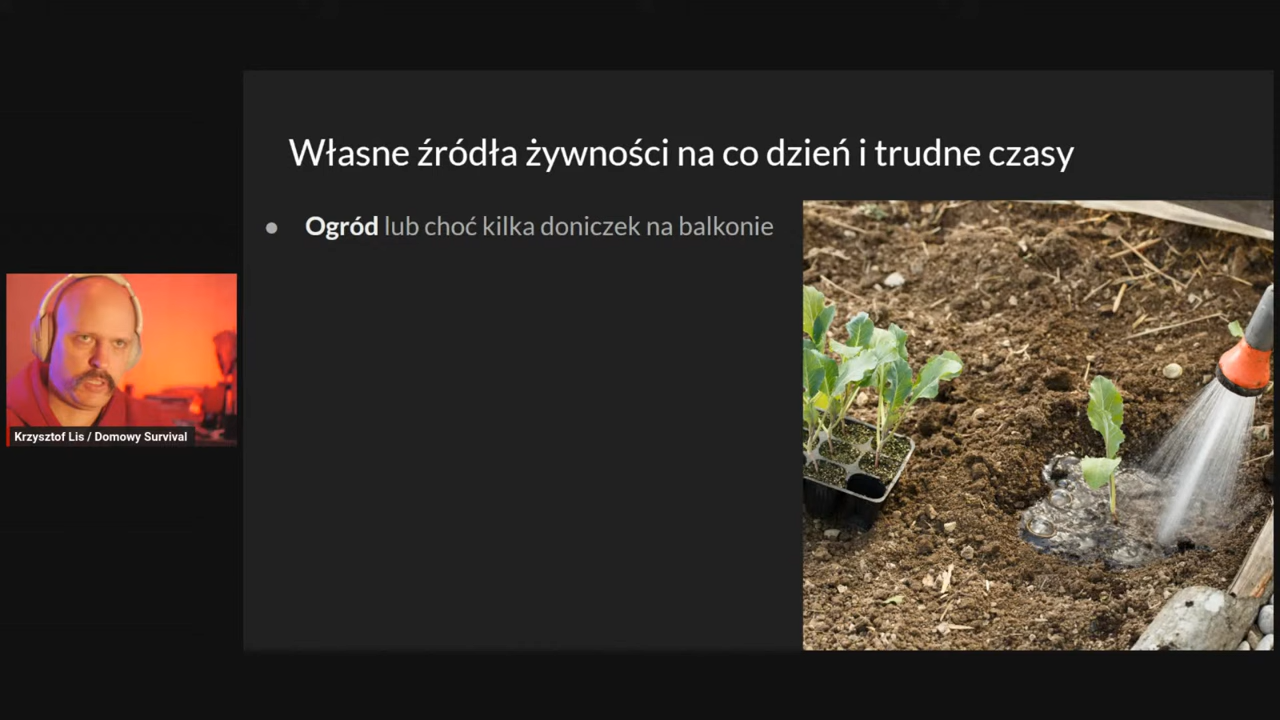 Własne źródła żywności na co dzień i trudne czasy
● Ogród lub choć kilka doniczek na balkonie
Krzysztof Lis / Domowy Survival